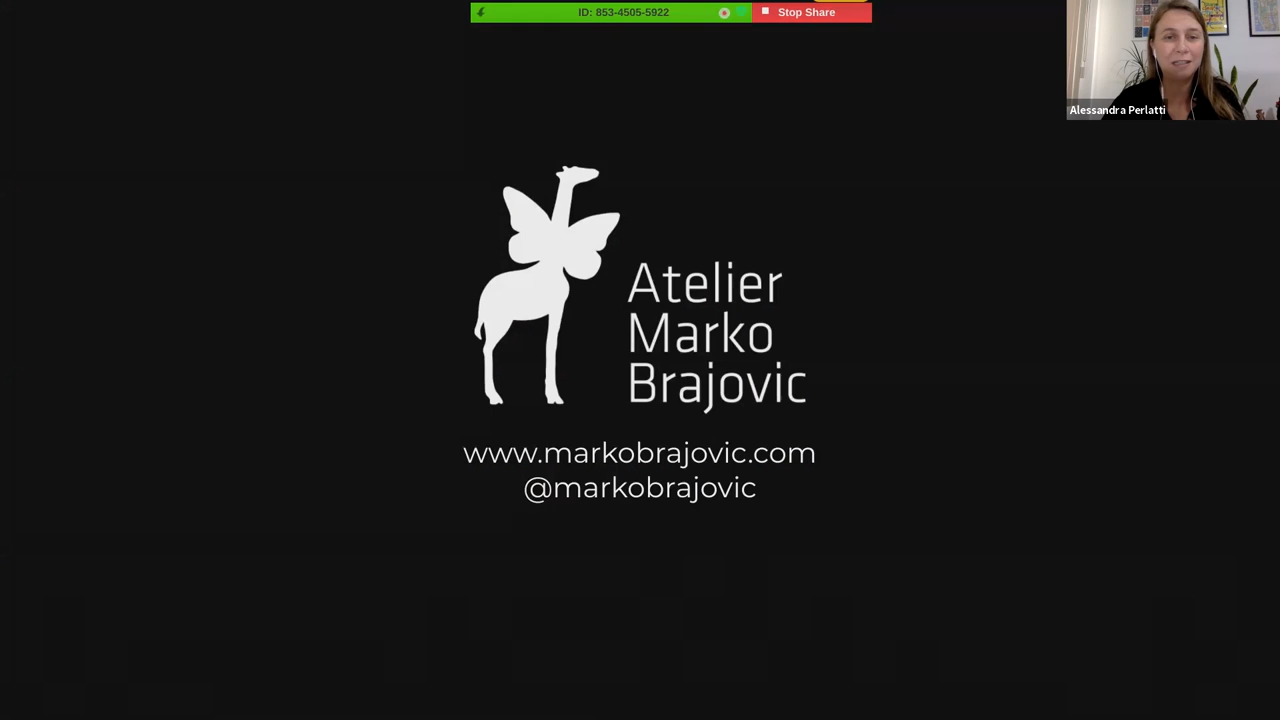 ID: 853-4505-5922
Stop Share
Alessandra Perlatti
Atelier
Marko
Brajovic
www.markobrajovic.com
@markobrajovic